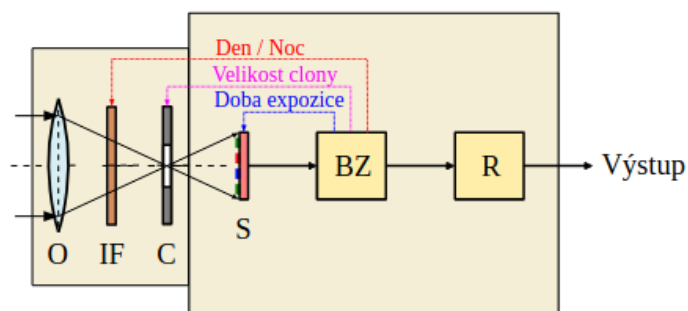 Den / Noc
Velikost clony
Doba expozice
BZ
R
Výstup
S
O
IF
C